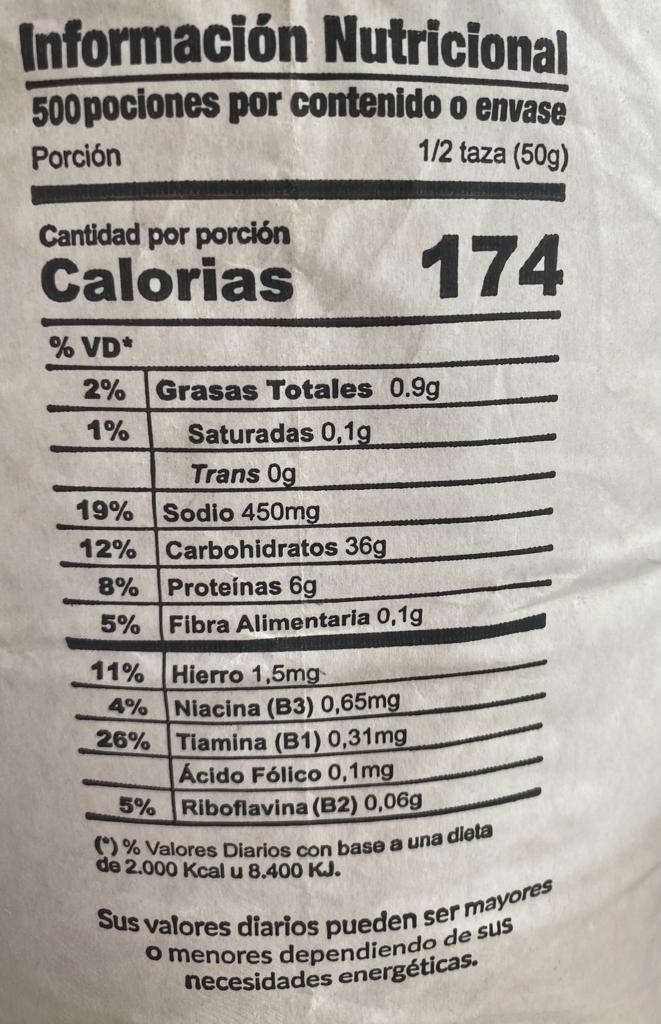 Información Nutricional
500 pociones por contenido o envase
Porción 1/2 taza (50g)
Cantidad por porción
Calorias 174
% VD*
2% Grasas Totales 0.9g
1% Saturadas 0,1g
Trans 0g
19% Sodio 450mg
12% Carbohidratos 36g
8% Proteínas 6g
5% Fibra Alimentaria 0,1g
11% Hierro 1,5mg
4% Niacina (B3) 0,65mg
26% Tiamina (B1) 0,31mg
Ácido Fólico 0,1mg
5% Riboflavina (B2) 0,06g
(*) % Valores Diarios con base a una dieta
de 2.000 Kcal u 8.400 KJ.
Sus valores diarios pueden ser mayores
o menores dependiendo de sus
necesidades energéticas.